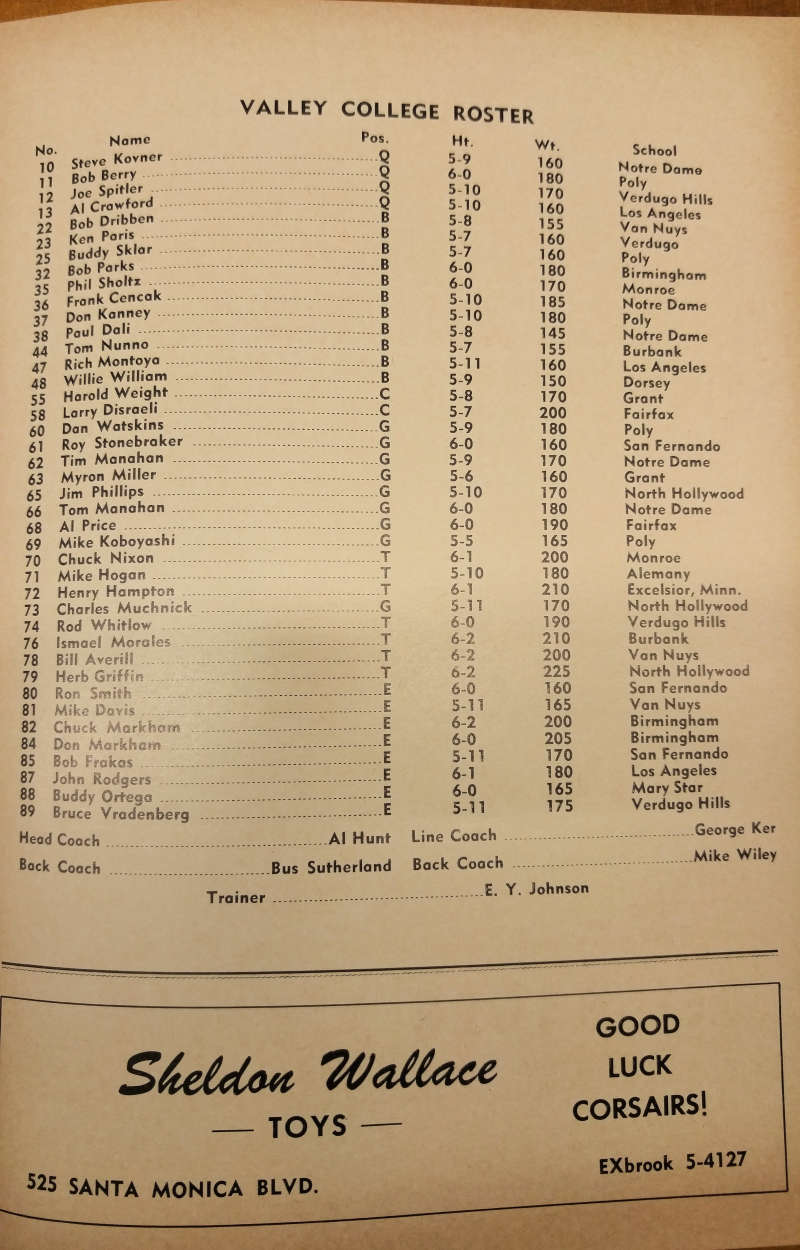 VALLEY COLLEGE ROSTER
No. Name Pos. Ht. Wt. School
10 Steve Kovner Q 5-9 160 Notre Dame
11 Bob Berry Q 6-0 180 Poly
12 Joe Spitler Q 5-10 170 Verdugo Hills
13 Al Crawford Q 5-10 160 Los Angeles
22 Bob Dribben B 5-8 155 Van Nuys
23 Ken Paris B 5-7 160 Verdugo
25 Buddy Sklar B 5-7 160 Poly
32 Bob Parks B 6-0 180 Birmingham
35 Phil Sholtz B 6-0 170 Monroe
36 Frank Cencak B 5-10 185 Notre Dame
37 Don Kanney B 5-10 180 Poly
38 Paul Dali B 5-8 145 Notre Dame
44 Tom Nunno B 5-7 155 Burbank
47 Rich Montoya B 5-11 160 Los Angeles
48 Willie William B 5-9 150 Dorsey
55 Harold Weight C 5-8 170 Grant
58 Larry Disraeli C 5-7 200 Fairfax
60 Dan Watskins G 5-9 180 Poly
61 Roy Stonebraker G 6-0 160 San Fernando
62 Tim Manahan G 5-9 170 Notre Dame
63 Myron Miller G 5-6 160 Grant
65 Jim Phillips G 5-10 170 North Hollywood
66 Tom Manahan G 6-0 180 Notre Dame
68 Al Price G 6-0 190 Fairfax
69 Mike Koboyashi G 5-5 165 Poly
70 Chuck Nixon T 6-1 200 Monroe
71 Mike Hogan T 5-10 180 Alemany
72 Henry Hampton T 6-1 210 Excelsior, Minn.
73 Charles Muchnick G 5-11 170 North Hollywood
74 Rod Whitlow T 6-0 190 Verdugo Hills
76 Ismael Morales T 6-2 210 Burbank
78 Bill Averill T 6-2 200 Van Nuys
79 Herb Griffin T 6-2 225 North Hollywood
80 Ron Smith E 6-0 160 San Fernando
81 Mike Davis E 5-11 165 Van Nuys
82 Chuck Markham E 6-2 200 Birmingham
84 Don Markham E 6-0 205 Birmingham
85 Bob Frakas E 5-11 170 San Fernando
87 John Rodgers E 6-1 180 Los Angeles
88 Buddy Ortega E 6-0 165 Mary Star
89 Bruce Vradenberg E 5-11 175 Verdugo Hills
Head Coach Al Hunt Line Coach George Ker
Back Coach Bus Sutherland Back Coach Mike Wiley
Trainer E. Y. Johnson
Sheldon Wallace
— TOYS —
525 SANTA MONICA BLVD.
GOOD
LUCK
CORSAIRS!
EXbrook 5-4127